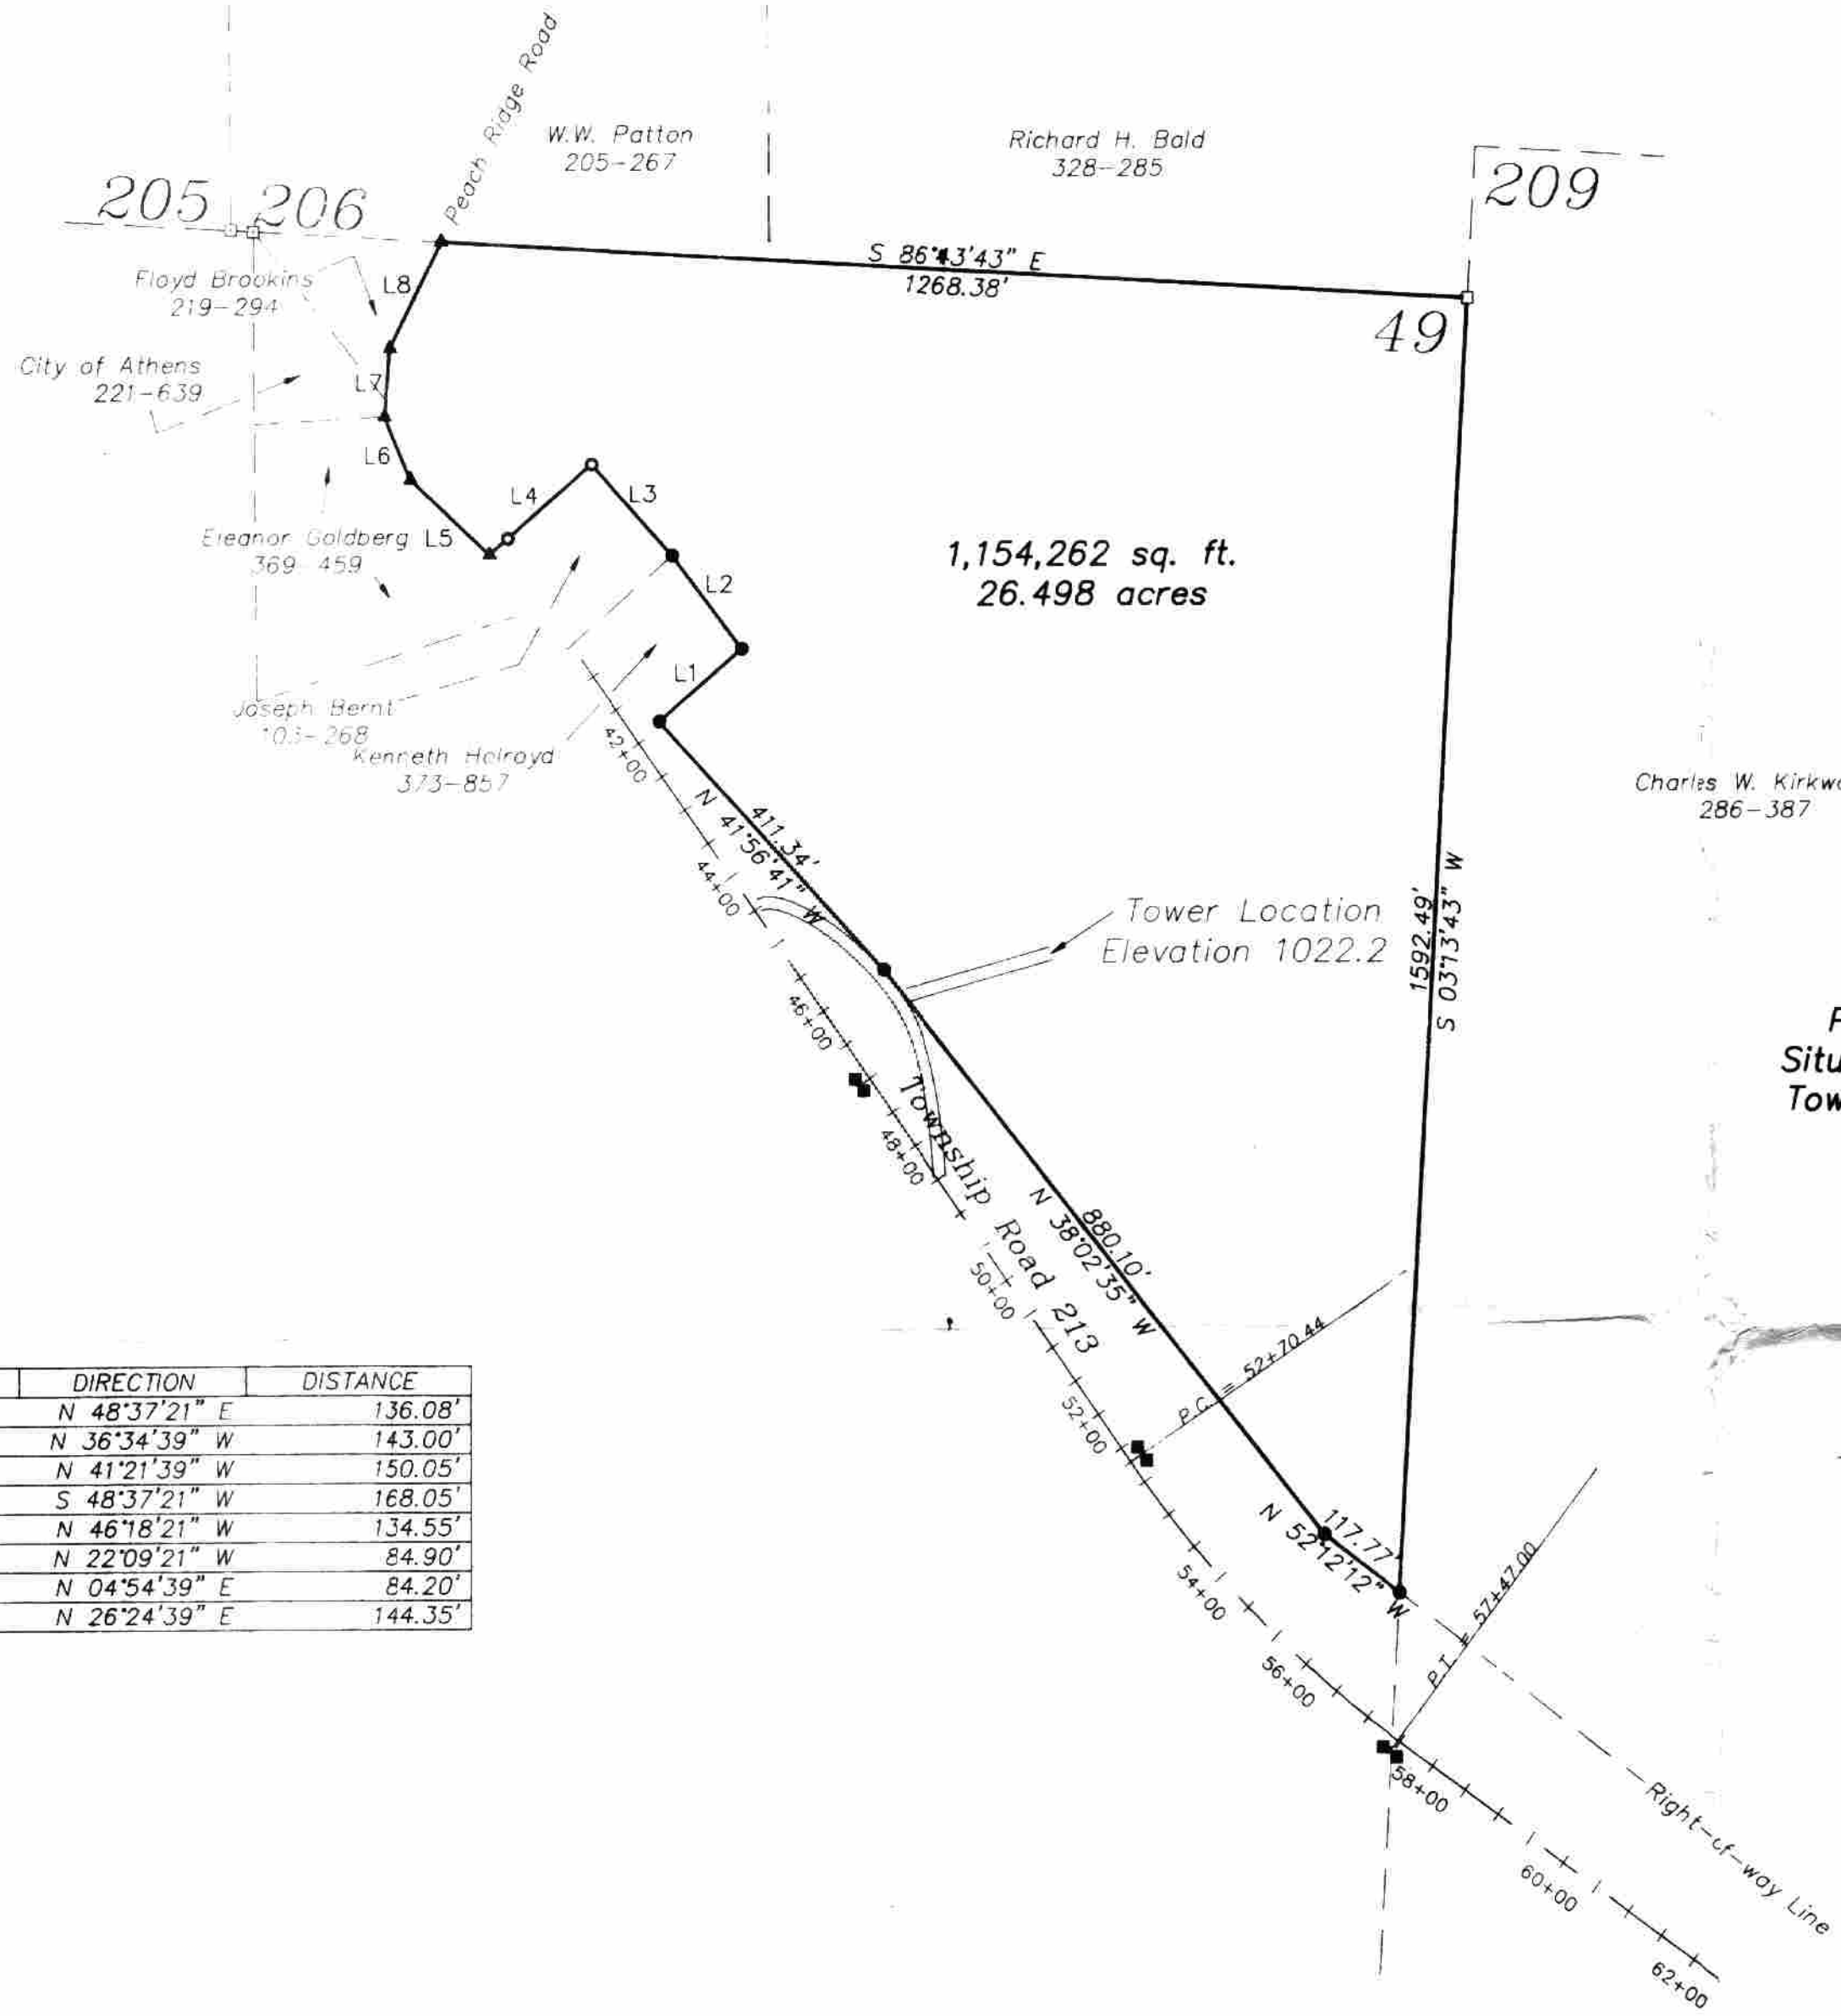 Peach Ridge Road
W.W. Patton
205-267
Richard H. Bald
328-285
205
206
209
S 86°43'43" E
1268.38'
49
Floyd Brookins
219-294
L8
City of Athens
221-639
L7
L6
L4
L3
Eleanor Goldberg
369-459
L5
L2
1,154,262 sq. ft.
26.498 acres
L1
Joseph Bernt
103-268
Kenneth Holroyd
373-857
Charles W.
286-387
42+00
411.34'
N 41°56'41" W
44+00
Tower Location
Elevation 1022.2
1592.49'
S 03°13'43" W
46+00
48+00
Township Road 213
880.10'
N 38°02'35" W
50+00
52+00
P.C. = 52+70.44
DIRECTION DISTANCE
N 48°37'21" E 136.08'
N 36°34'39" W 143.00'
N 41°21'39" W 150.05'
S 48°37'21" W 168.05'
N 46°18'21" W 134.55'
N 22°09'21" W 84.90'
N 04°54'39" E 84.20'
N 26°24'39" E 144.35'
117.77'
N 52°12'12" W
54+00
56+00
P.T. = 57+47.00
58+00
60+00
62+00
Right-of-way Line